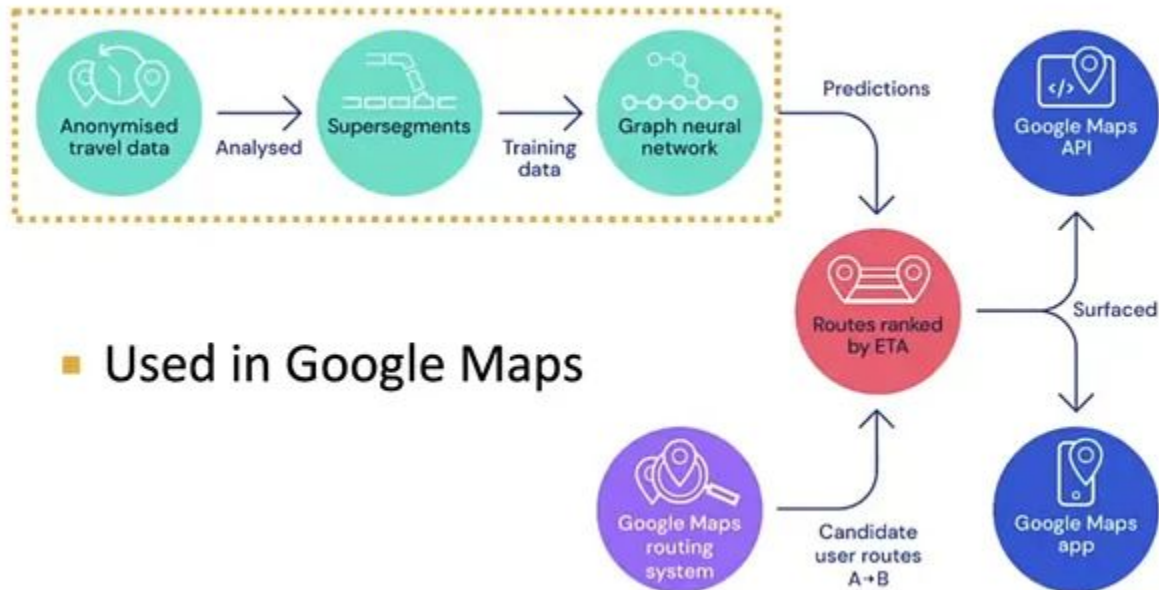 Anonymised
travel data
Analysed
Supersegments
Training
data
Graph neural
network
Predictions
</>
Google Maps
API
Routes ranked
by ETA
Surfaced
▪ Used in Google Maps
Google Maps
routing
system
Candidate
user routes
A→B
Google Maps
app